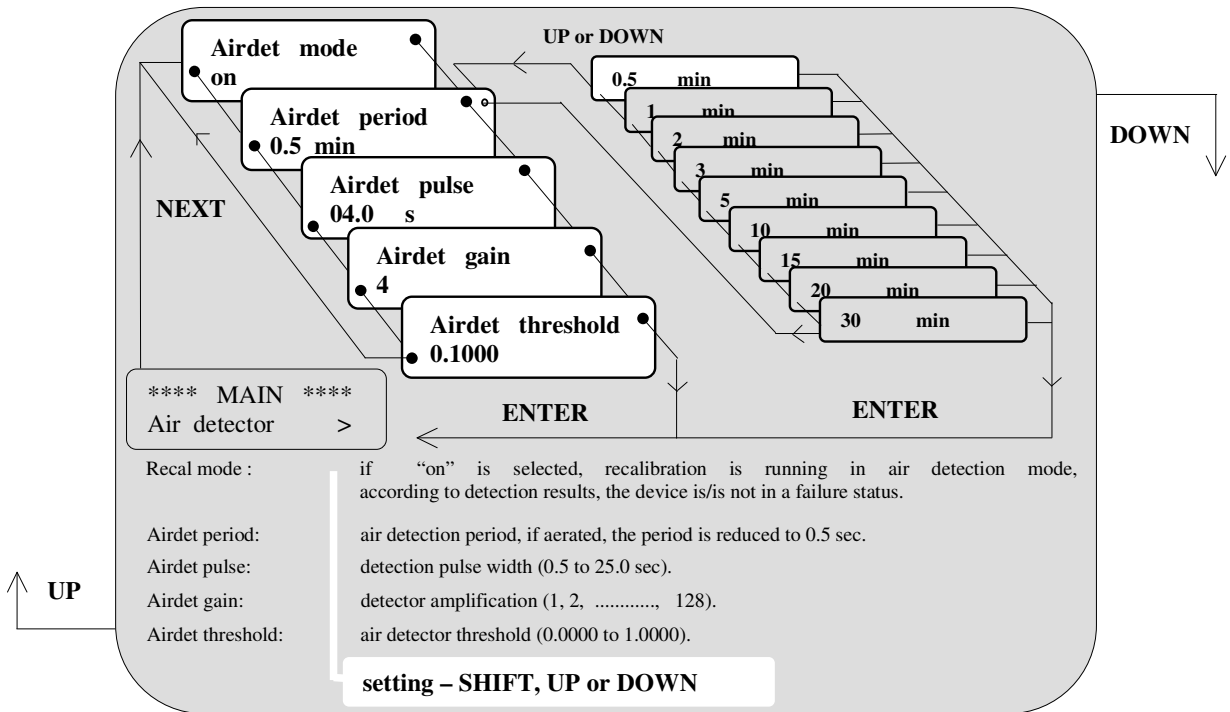 Airdet mode
on
Airdet period
0.5 min
Airdet pulse
04.0 s
Airdet gain
4
Airdet threshold
0.1000
UP or DOWN
0.5 min
1 min
2 min
3 min
5 min
10 min
15 min
20 min
30 min
DOWN
NEXT
**** MAIN ****
Air detector >
ENTER
ENTER
Recal mode : if “on” is selected, recalibration is running in air detection mode,
according to detection results, the device is/is not in a failure status.
Airdet period: air detection period, if aerated, the period is reduced to 0.5 sec.
Airdet pulse: detection pulse width (0.5 to 25.0 sec).
UP
Airdet gain: detector amplification (1, 2, ............, 128).
Airdet threshold: air detector threshold (0.0000 to 1.0000).
setting – SHIFT, UP or DOWN